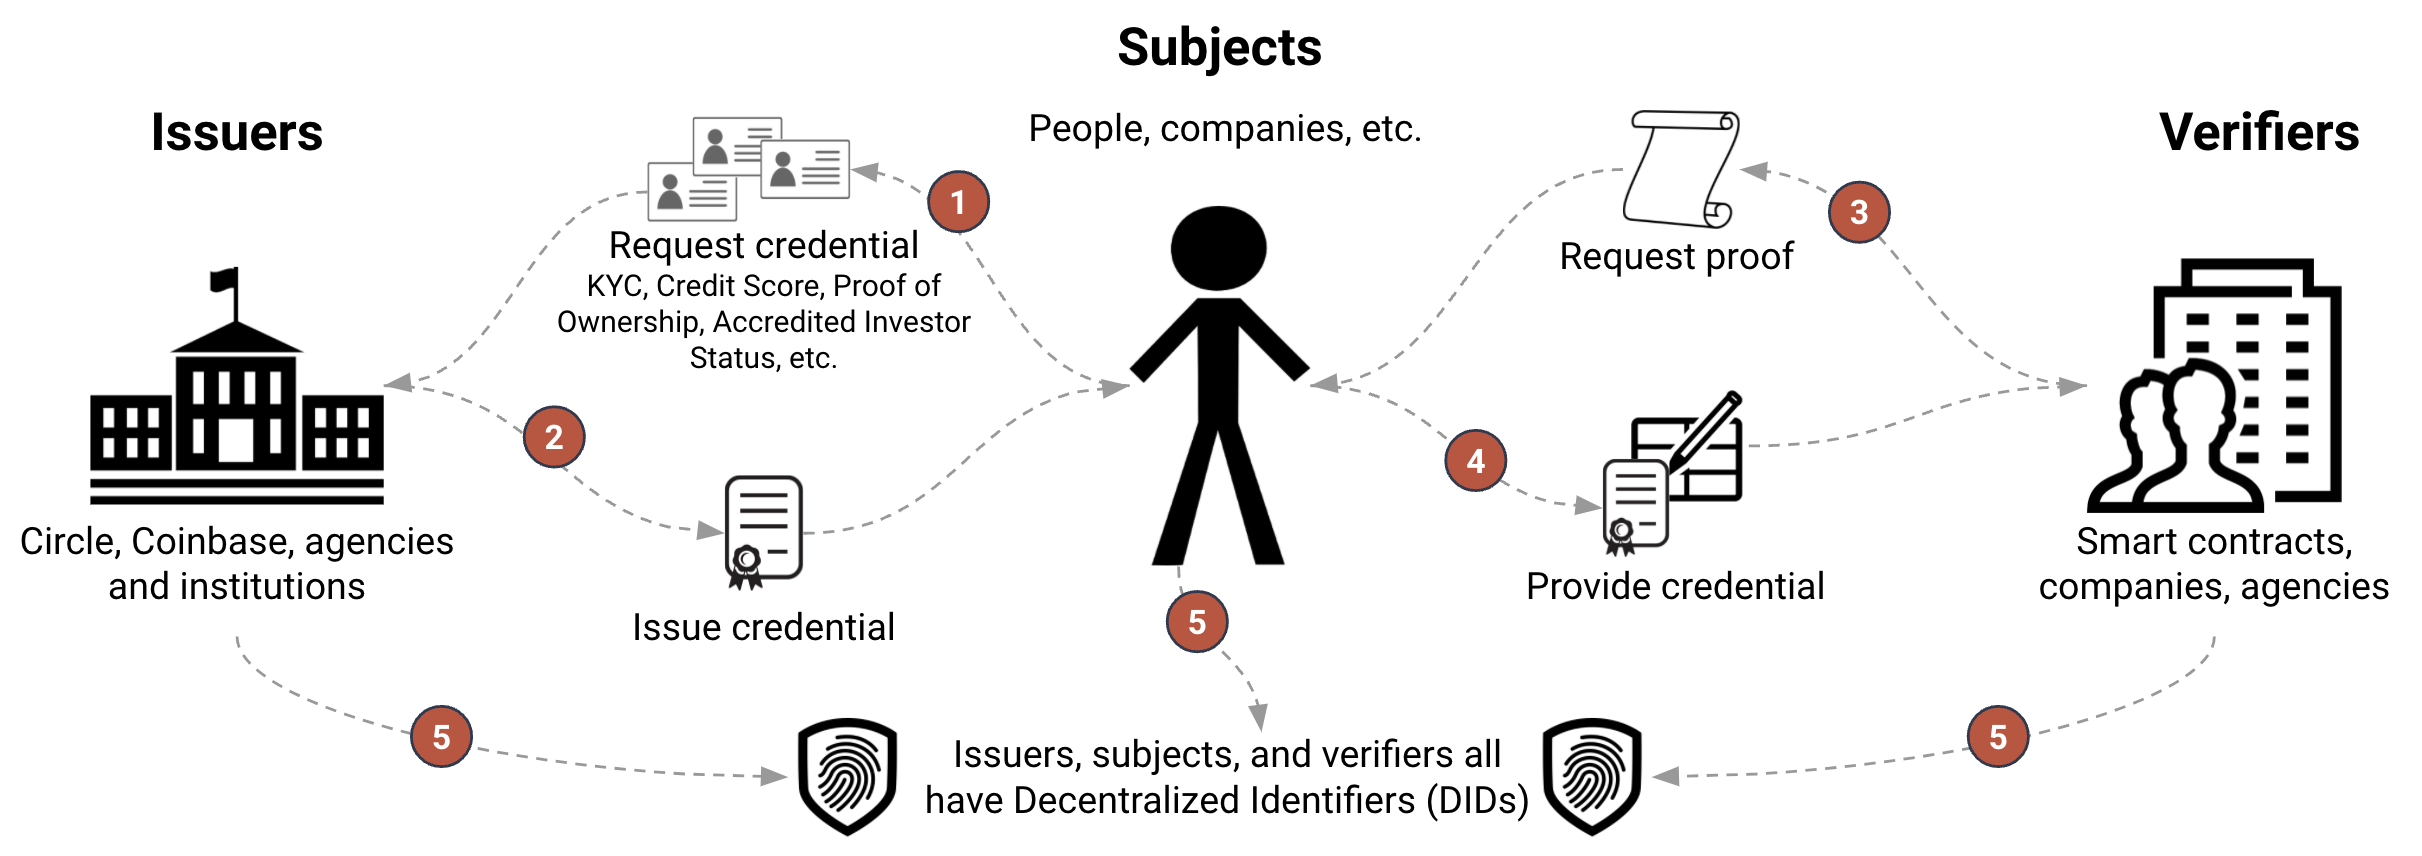 Subjects
People, companies, etc.
Issuers
Verifiers
1
Request credential
KYC, Credit Score, Proof of
Ownership, Accredited Investor
Status, etc.
3
Request proof
2
Issue credential
4
Provide credential
Circle, Coinbase, agencies
and institutions
Smart contracts,
companies, agencies
5
5
5
Issuers, subjects, and verifiers all
have Decentralized Identifiers (DIDs)